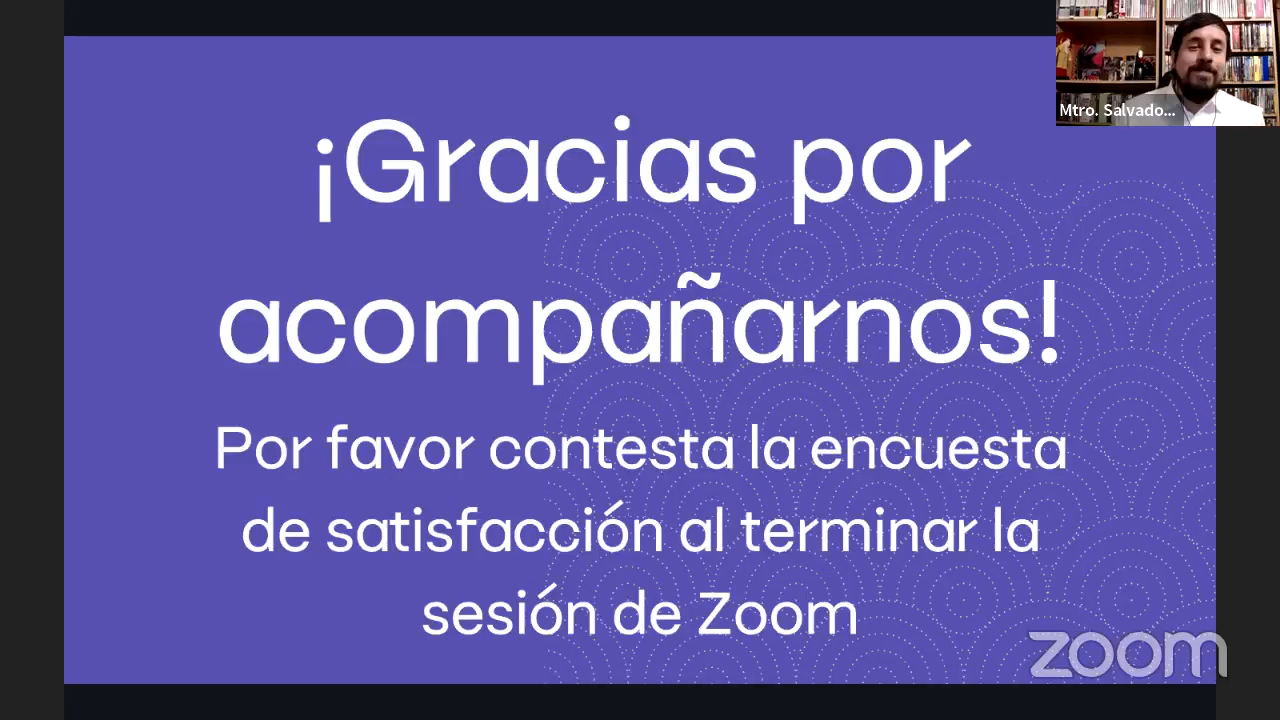 Mtro. Salvado...
¡Gracias por
acompañarnos!
Por favor contesta la encuesta
de satisfacción al terminar la
sesión de Zoom
zoom